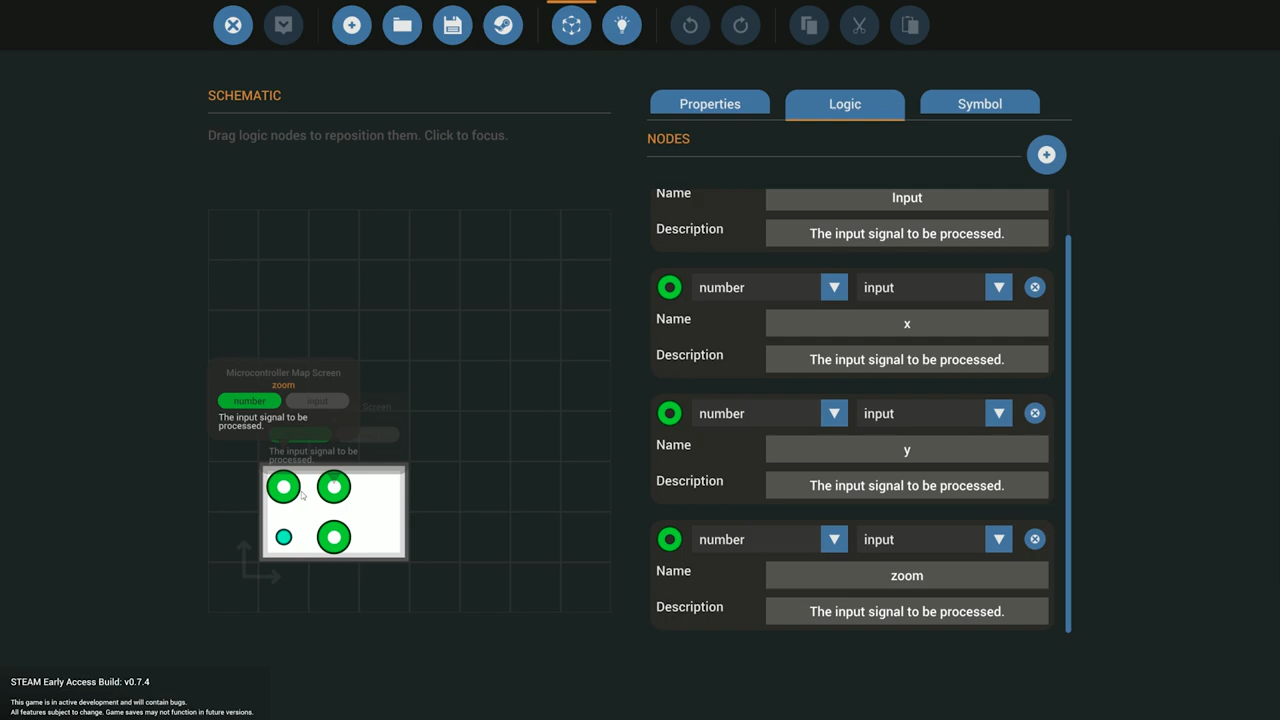 SCHEMATIC
Drag logic nodes to reposition them. Click to focus.
Microcontroller Map Screen
zoom
number input
The input signal to be
processed.
Screen
The input signal to be
processed.
Properties Logic Symbol
NODES
Name Input
Description The input signal to be processed.
number input
Name x
Description The input signal to be processed.
number input
Name y
Description The input signal to be processed.
number input
Name zoom
Description The input signal to be processed.
STEAM Early Access Build: v0.7.4
This game is in active development and will contain bugs.
All features subject to change. Game saves may not function in future versions.